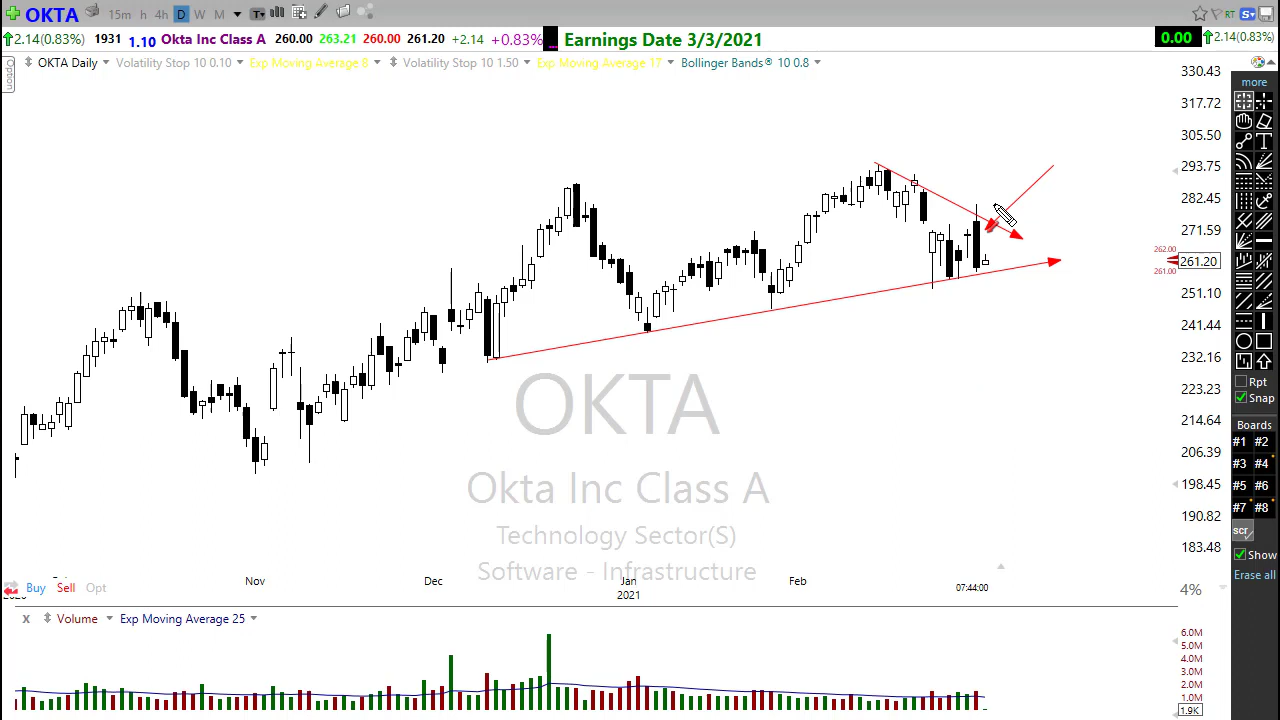 OKTA 15m h 4h D W M T RT S
2.14(0.83%) 1931 1.10 Okta Inc Class A 260.00 263.21 260.00 261.20 +2.14 +0.83% Earnings Date 3/3/2021 0.00 2.14(0.83%)
Option
OKTA Daily Volatility Stop 10 0.10 Exp Moving Average 8 Volatility Stop 10 1.50 Exp Moving Average 17 Bollinger Bands® 10 0.8
330.43
317.72
305.50
293.75
282.45
271.59
262.00
261.20
261.00
251.10
241.44
232.16
223.23
214.64
206.39
198.45
190.82
183.48
more
Rpt
Snap
Boards
#1 #2
#3 #4
#5 #6
#7 #8
scr
Show
Erase all
OKTA
Okta Inc Class A
Technology Sector(S)
Software - Infrastructure
Nov Dec Jan Feb
2021 07:44:00
Buy Sell Opt 4%
X Volume Exp Moving Average 25
6.0M
5.0M
4.0M
3.0M
2.0M
1.0M
1.9K